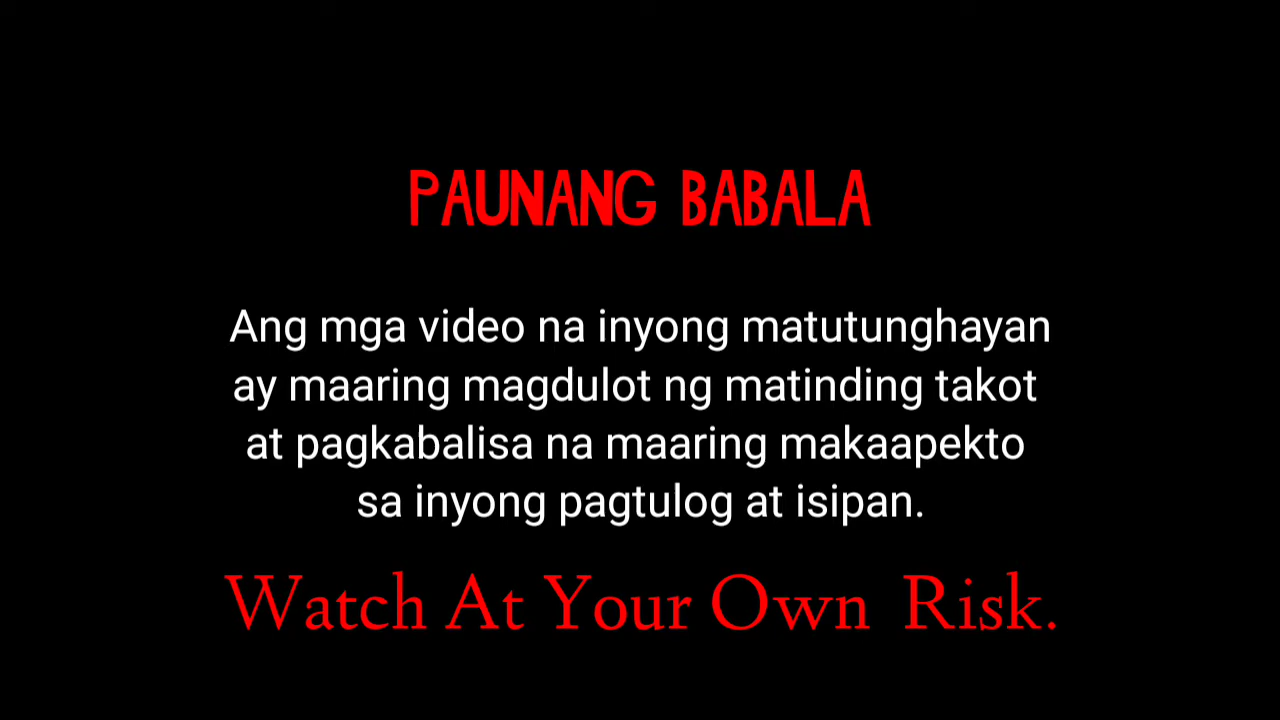 PAUNANG BABALA
Ang mga video na inyong matutunghayan
ay maaring magdulot ng matinding takot
at pagkabalisa na maaring makaapekto
sa inyong pagtulog at isipan.
Watch At Your Own Risk.